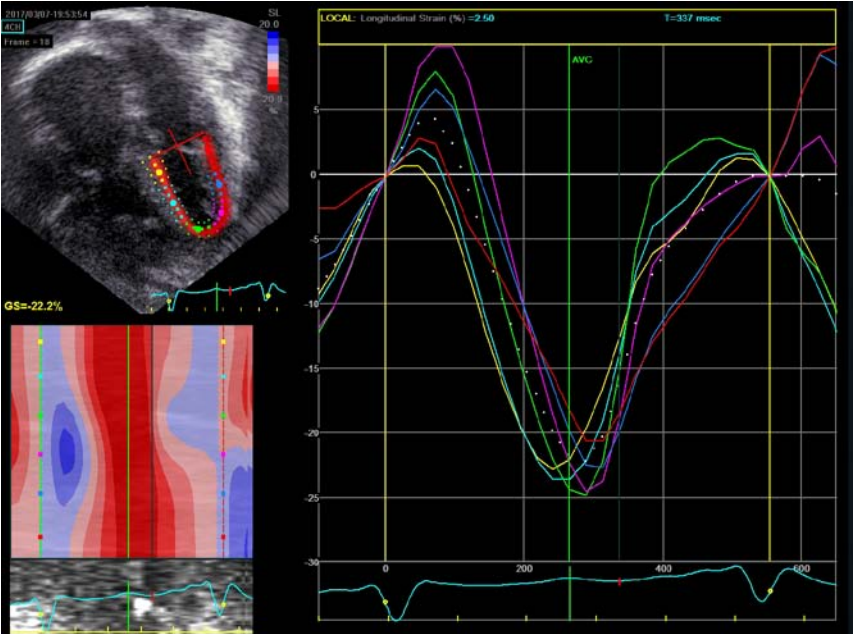 2017/03/07-19:53:54
4CH
Frame = 18
SL
20.0
20.0
%
GS=-22.2%
LOCAL: Longitudinal Strain (%) =2.50 T=337 msec
AVC
5
0
-5
-10
-15
-20
-25
-30
0 200 400 600